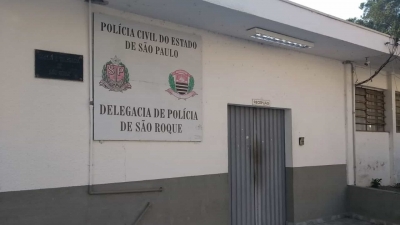 POLÍCIA CIVIL DO ESTADO
DE SÃO PAULO
DELEGACIA DE POLÍCIA
DE SÃO ROQUE